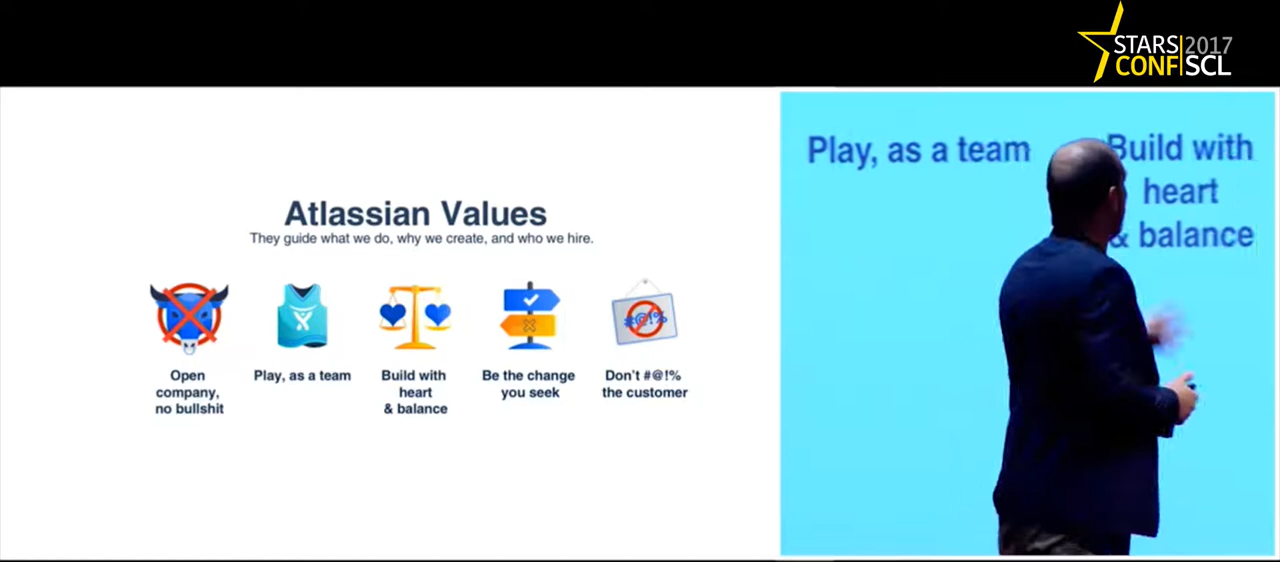 STARS 2017
CONF SCL
Atlassian Values
They guide what we do, why we create, and who we hire.
Open
company,
no bullshit
Play, as a team
Build with
heart
& balance
Be the change
you seek
#@!%
Don't #@!%
the customer
Play, as a team
Build with
heart
& balance